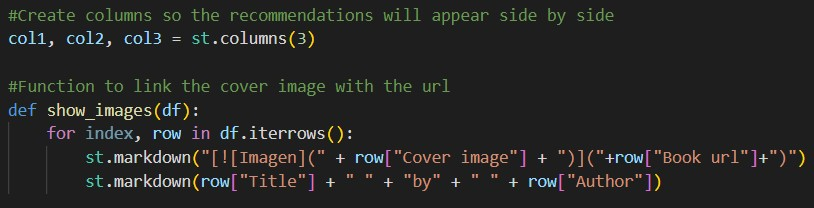 #Create columns so the recommendations will appear side by side
col1, col2, col3 = st.columns(3)

#Function to link the cover image with the url
def show_images(df):
    for index, row in df.iterrows():
        st.markdown("[![Imagen](" + row["Cover image"] + ")]("+row["Book url"]+")")
        st.markdown(row["Title"] + " " + "by" + " " + row["Author"])